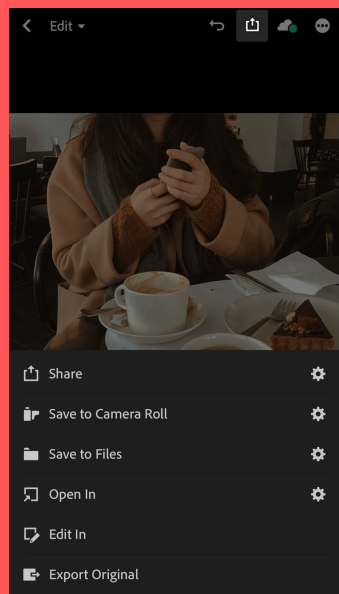 Edit
Share
Save to Camera Roll
Save to Files
Open In
Edit In
Export Original